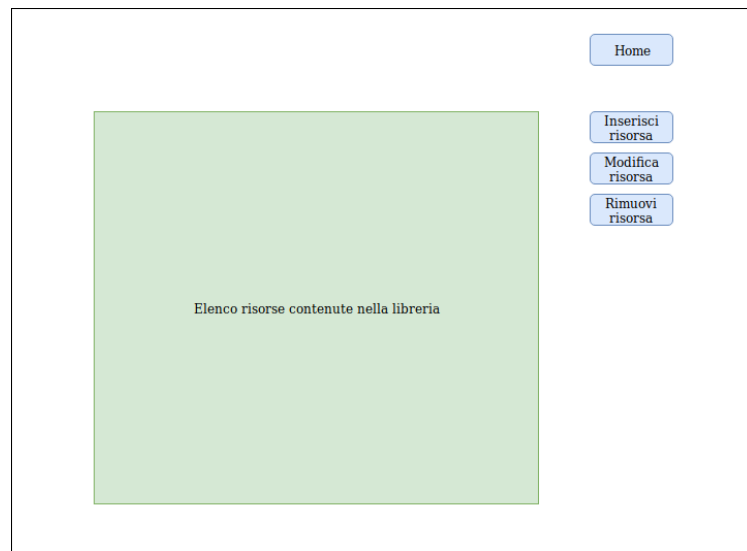 Home
Inserisci
risorsa
Modifica
risorsa
Rimuovi
risorsa
Elenco risorse contenute nella libreria